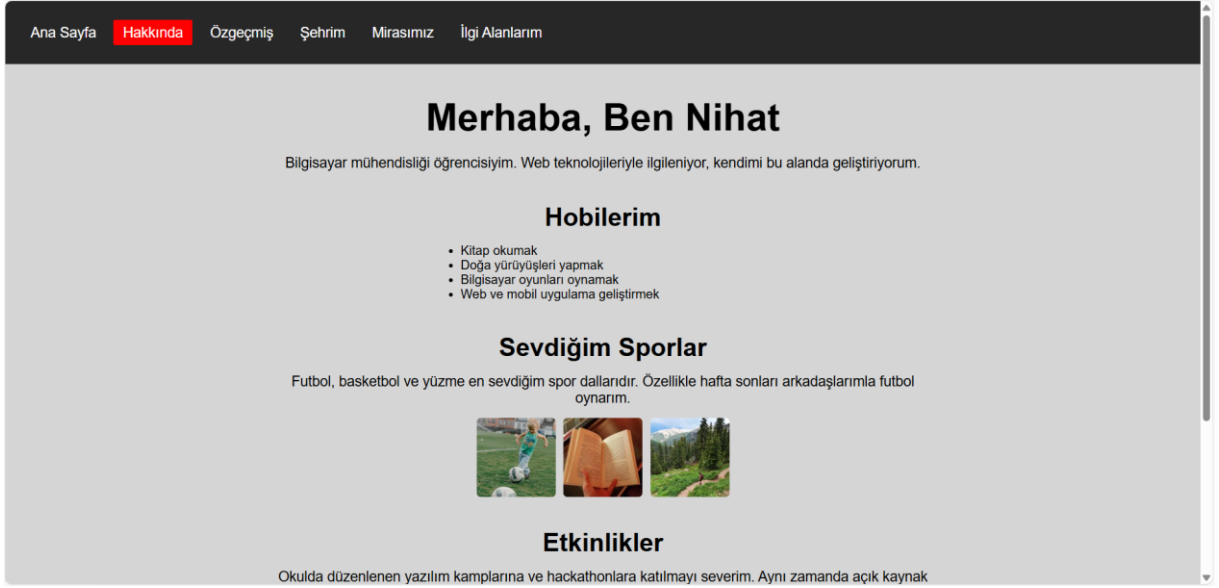 Ana Sayfa Hakkında Özgeçmiş Şehrim Mirasımız İlgi Alanlarım
Merhaba, Ben Nihat
Bilgisayar mühendisliği öğrencisiyim. Web teknolojileriyle ilgileniyor, kendimi bu alanda geliştiriyorum.
Hobilerim
• Kitap okumak
• Doğa yürüyüşleri yapmak
• Bilgisayar oyunları oynamak
• Web ve mobil uygulama geliştirmek
Sevdiğim Sporlar
Futbol, basketbol ve yüzme en sevdiğim spor dallarıdır. Özellikle hafta sonları arkadaşlarımla futbol
oynarım.
Etkinlikler
Okulda düzenlenen yazılım kamplarına ve hackathonlara katılmayı severim. Aynı zamanda açık kaynak